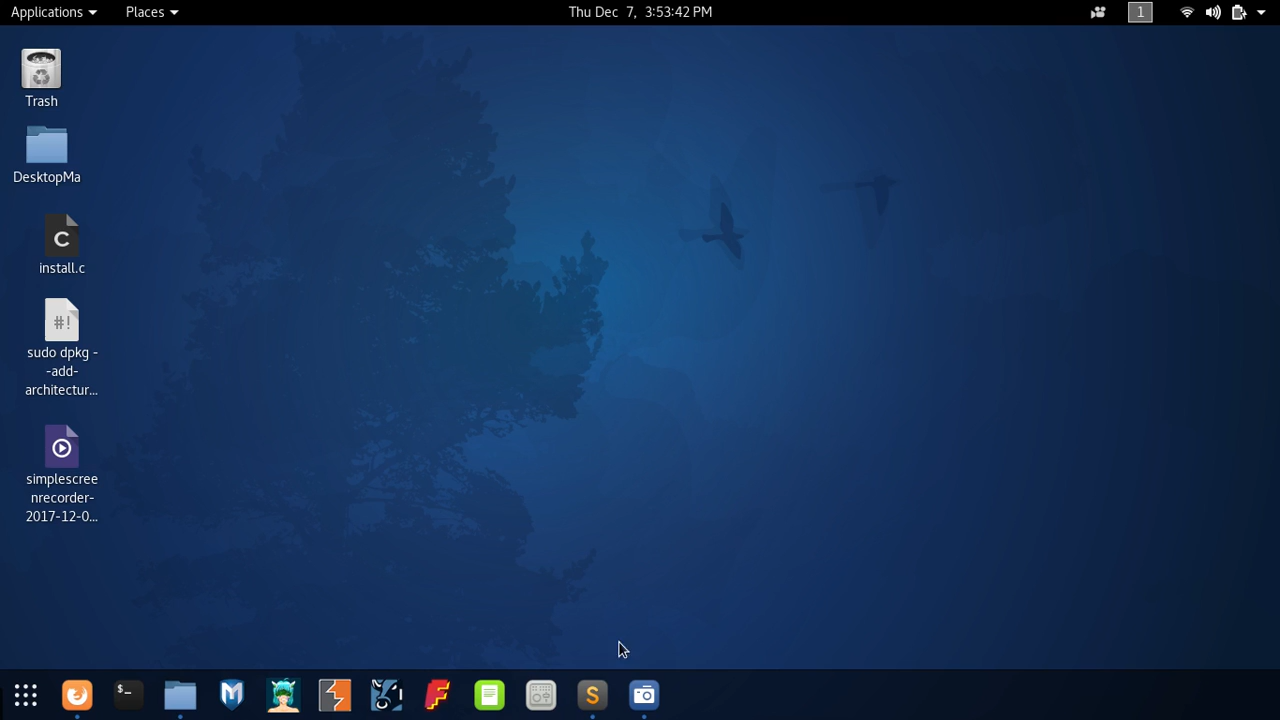 Applications Places Thu Dec 7, 3:53:42 PM 1
Trash
DesktopMa
C
install.c
#!
sudo dpkg -
-add-
architectur...
simplescree
nrecorder-
2017-12-0...
$_ M S